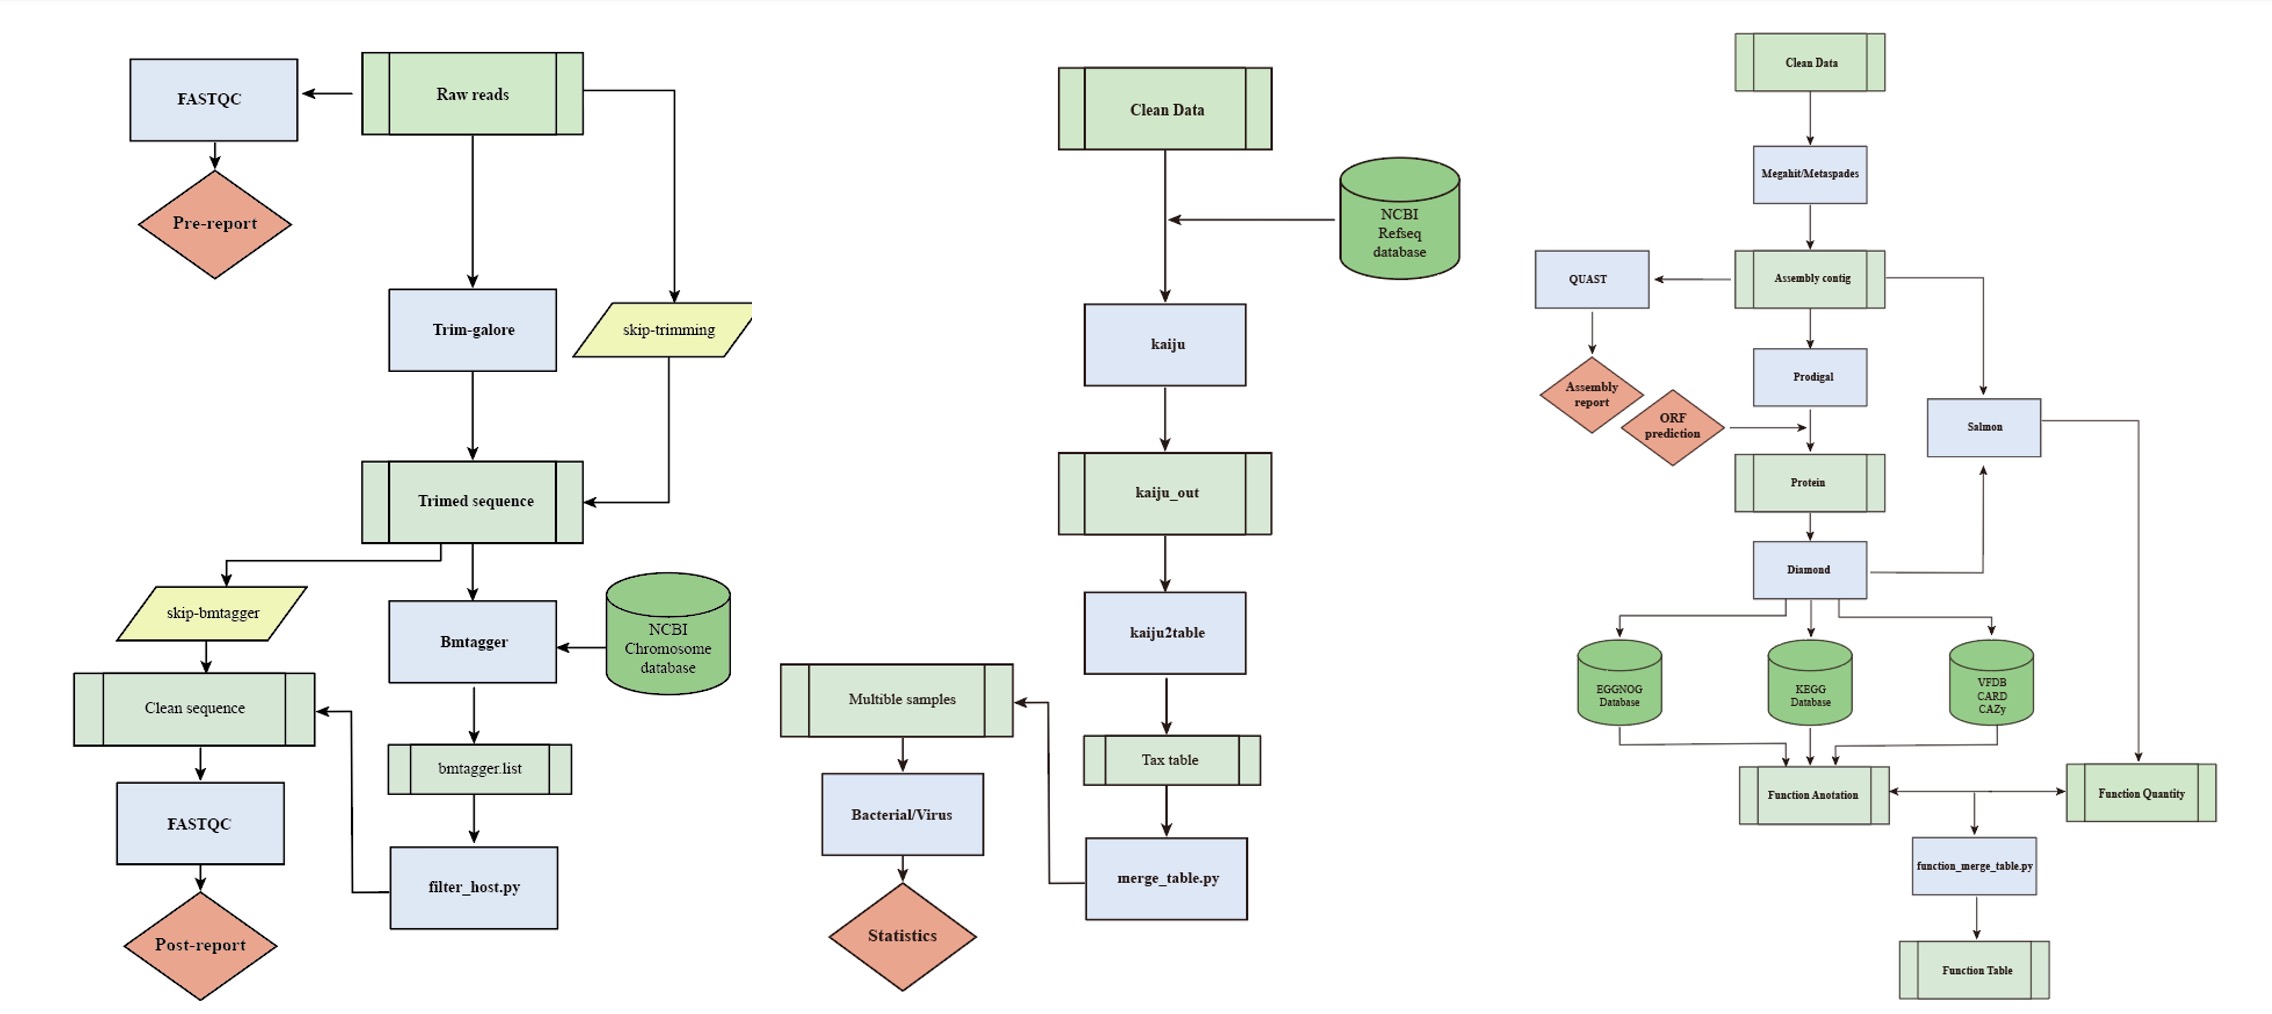 FASTQC
Raw reads
Pre-report
Trim-galore
skip-trimming
Trimed sequence
skip-bmtagger
Bmtagger
NCBI
Chromosome
database
Clean sequence
bmtagger.list
FASTQC
filter_host.py
Post-report
Clean Data
NCBI
Refseq
database
kaiju
kaiju_out
kaiju2table
Multible samples
Tax table
Bacterial/Virus
merge_table.py
Statistics
Clean Data
Megahit/Metaspades
QUAST
Assembly contig
Assembly
report
Prodigal
ORF
prediction
Salmon
Protein
Diamond
EGGNOG
Database
KEGG
Database
VFDB
CARD
CAZy
Function Anotation
Function Quantity
function_merge_table.py
Function Table